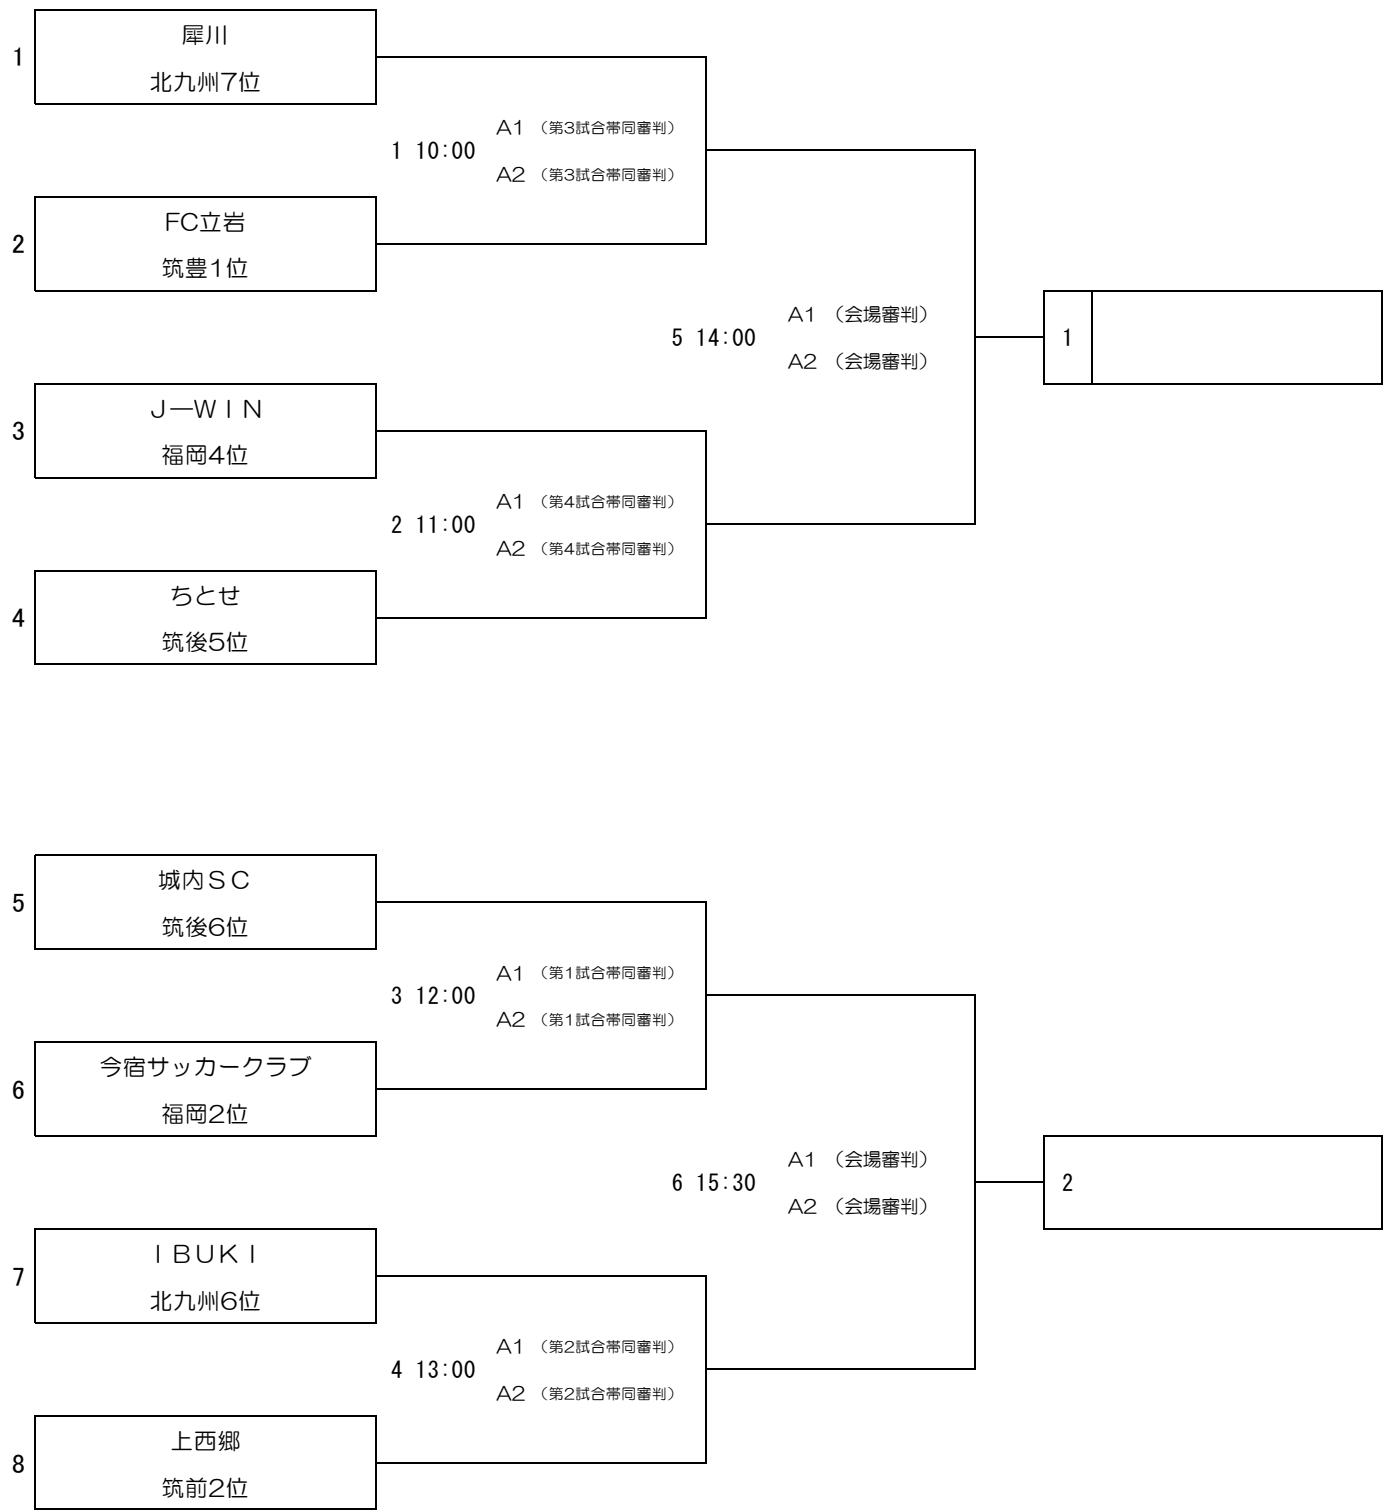 1
犀川
北九州7位
1 10:00
A1 （第3試合帯同審判）
A2 （第3試合帯同審判）
2
FC立岩
筑豊1位
5 14:00
A1 （会場審判）
A2 （会場審判）
1
3
Ｊ―ＷＩＮ
福岡4位
2 11:00
A1 （第4試合帯同審判）
A2 （第4試合帯同審判）
4
ちとせ
筑後5位
5
城内ＳＣ
筑後6位
3 12:00
A1 （第1試合帯同審判）
A2 （第1試合帯同審判）
6
今宿サッカークラブ
福岡2位
6 15:30
A1 （会場審判）
A2 （会場審判）
2
7
ＩＢＵＫＩ
北九州6位
4 13:00
A1 （第2試合帯同審判）
A2 （第2試合帯同審判）
8
上西郷
筑前2位